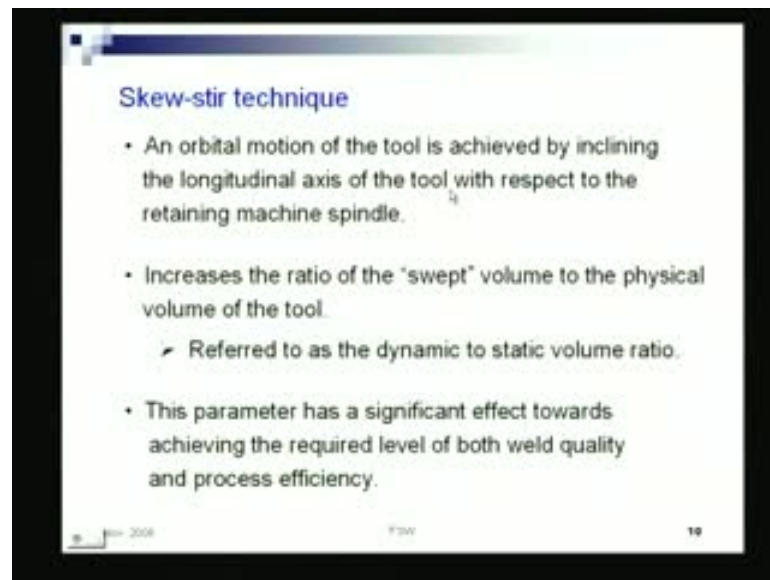 Skew-stir technique
• An orbital motion of the tool is achieved by inclining
the longitudinal axis of the tool with respect to the
retaining machine spindle.
• Increases the ratio of the "swept" volume to the physical
volume of the tool.
➤ Referred to as the dynamic to static volume ratio.
• This parameter has a significant effect towards
achieving the required level of both weld quality
and process efficiency.
FSW